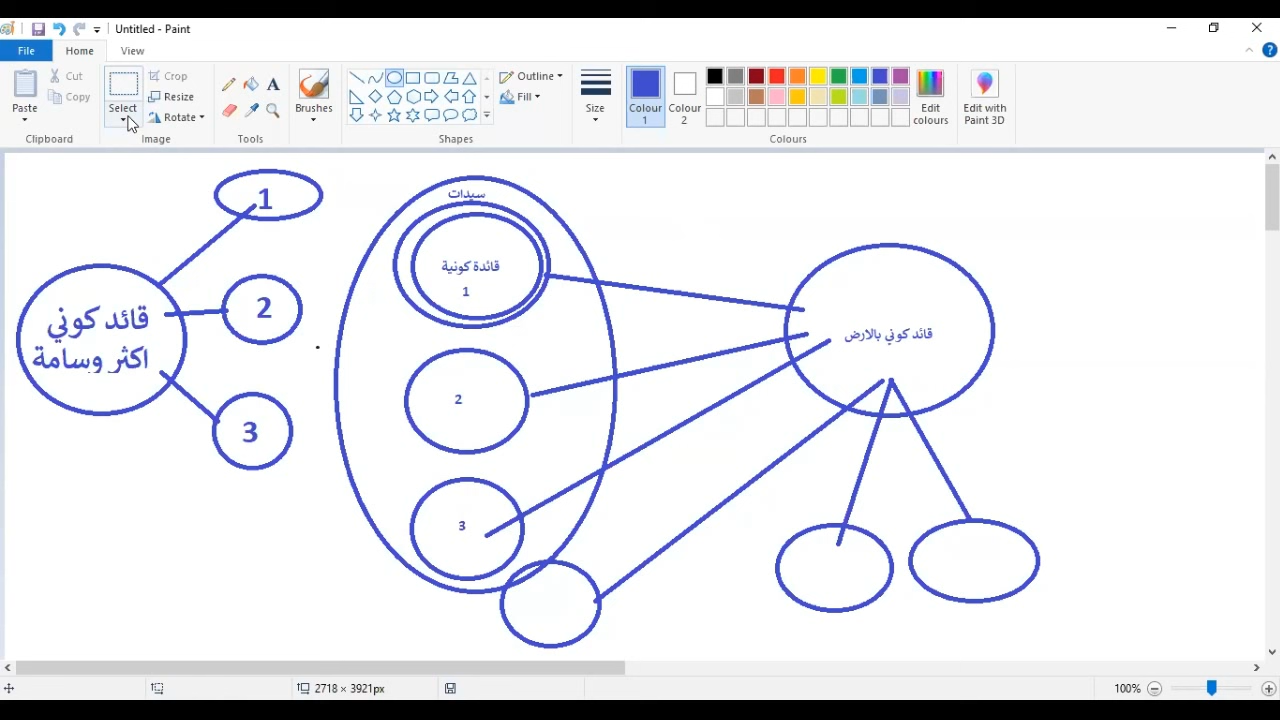 Untitled - Paint
File
Home
View
Paste
Cut
Copy
Clipboard
Select
Crop
Resize
Rotate
Image
Tools
Brushes
Outline
Fill
Shapes
Size
Colour 1
Colour 2
Edit colours
Edit with Paint 3D
Colours
1
2
3
قائد كوني
اكثر وسامة
سيدات
قائدة كونية
1
2
3
قائد كوني بالارض
2718 × 3921px
100%